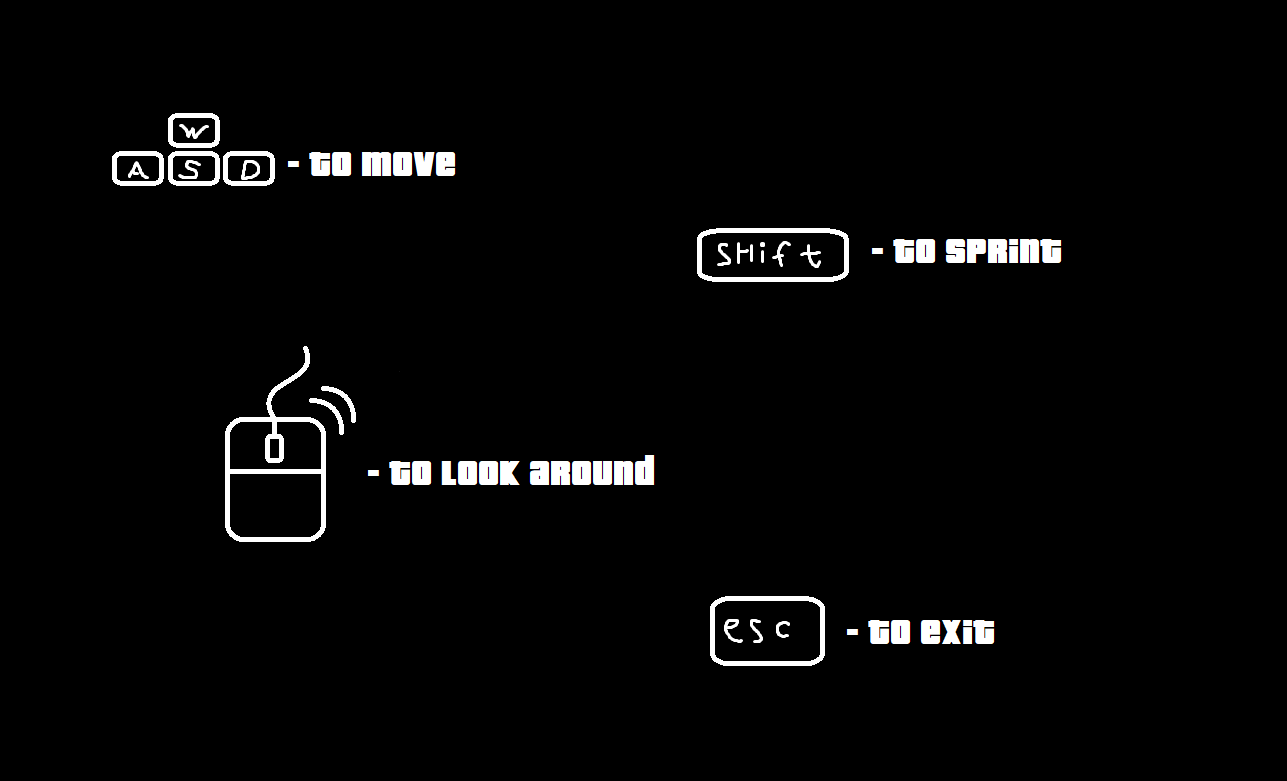 W
A S D - to move
SHift - to sprint
- to look around
esc - to exit